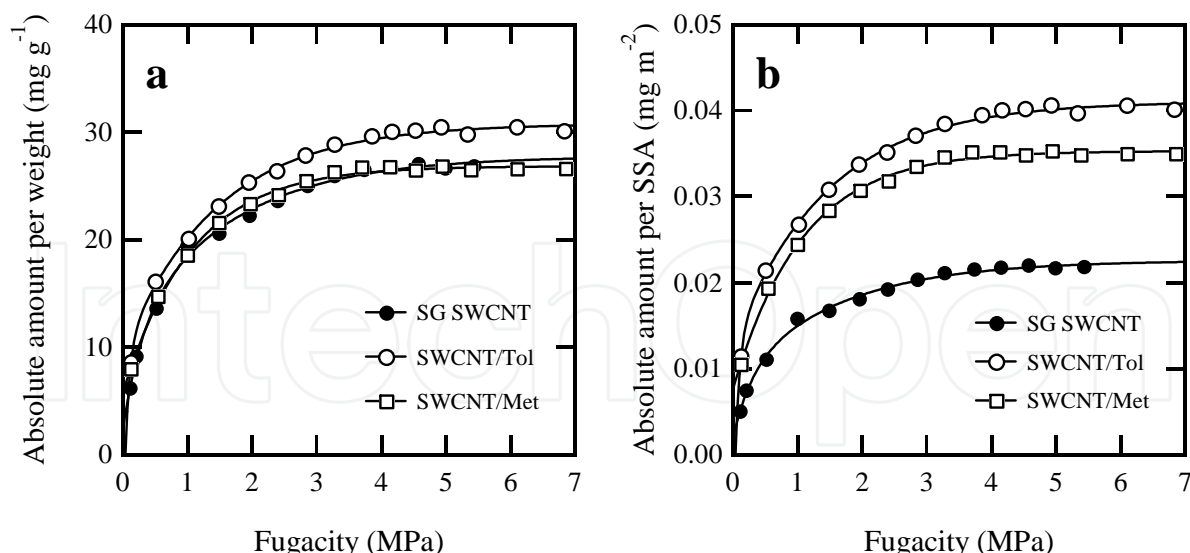 Absolute amount per weight (mg g-1)
40
30
20
10
0
a
SG SWCNT
SWCNT/Tol
SWCNT/Met
0 1 2 3 4 5 6 7
Fugacity (MPa)
Absolute amount per SSA (mg m-2)
0.05
0.04
0.03
0.02
0.01
0.00
b
SG SWCNT
SWCNT/Tol
SWCNT/Met
0 1 2 3 4 5 6 7
Fugacity (MPa)
IntechOpen